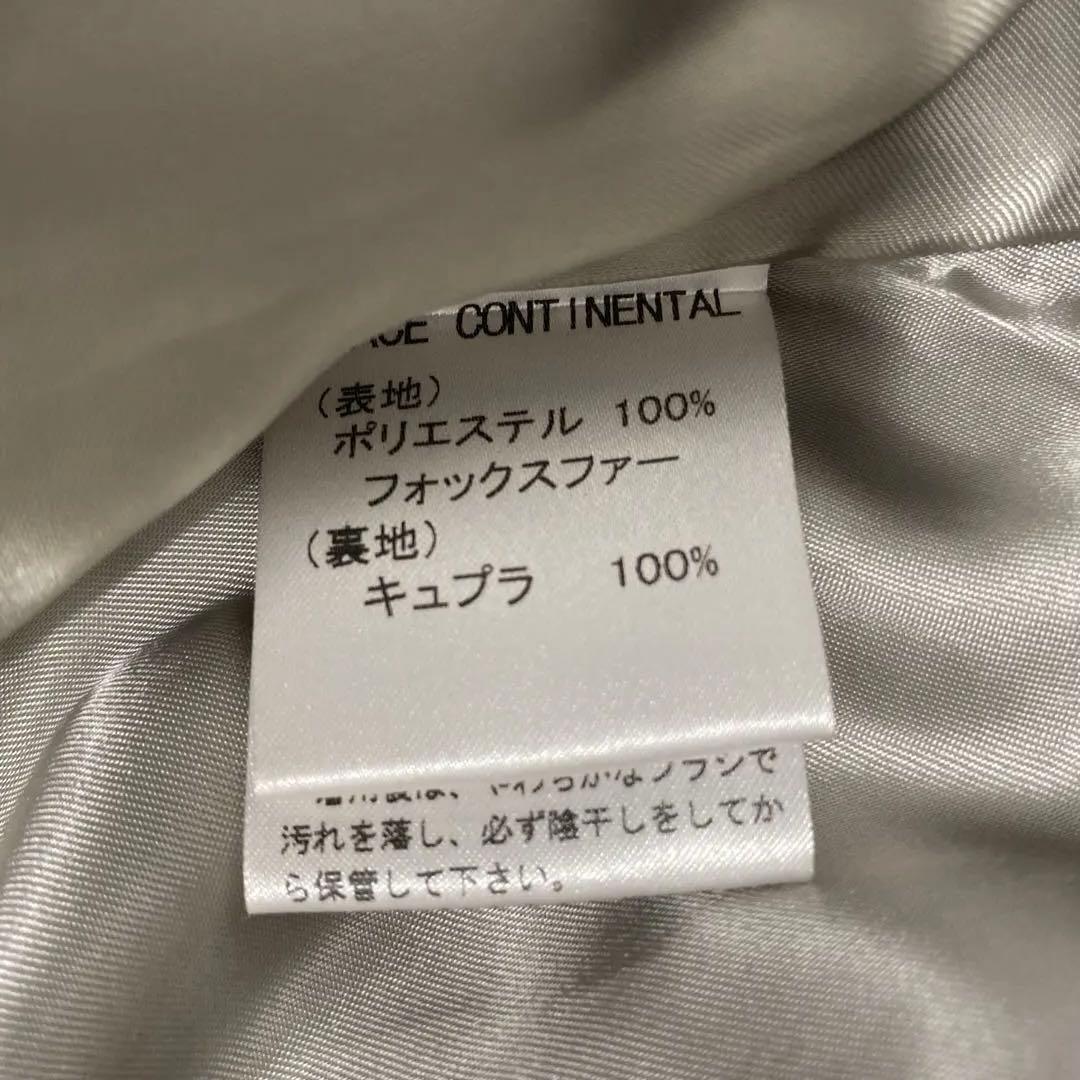 CONTINENTAL
(表地)
ポリエステル 100%
フォックスファー
(裏地)
キュプラ 100%
汚れを落し、必ず陰干しをしてか
ら保管して下さい。